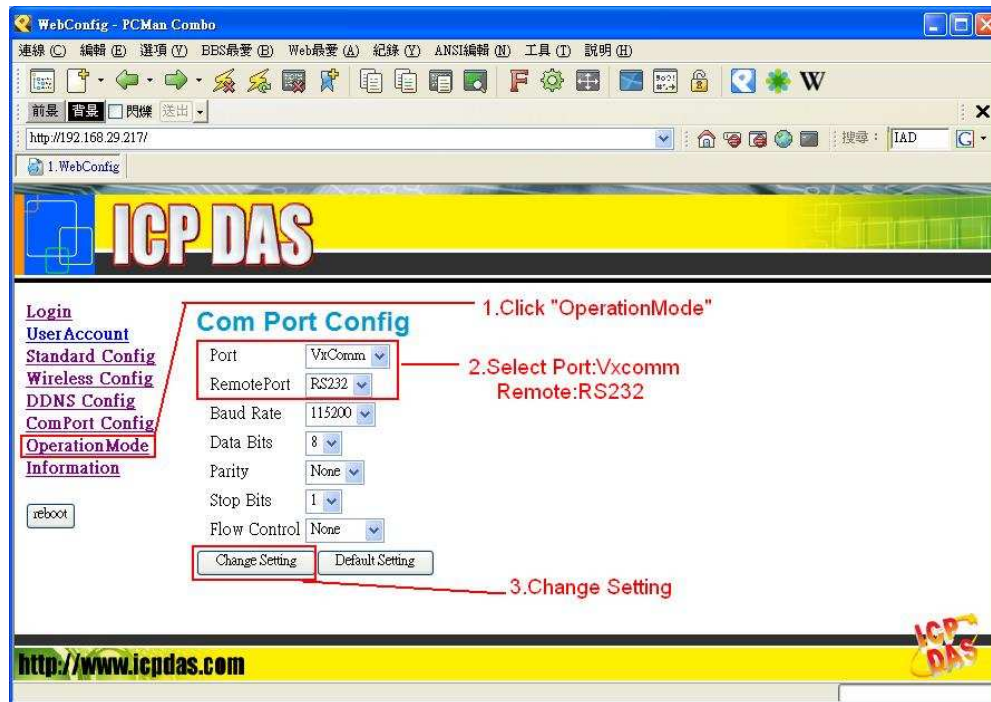 WebConfig - PCMan Combo
連線(C) 編輯(E) 選項(V) BBS最愛(B) Web最愛(A) 紀錄(Y) ANSI編輯(N) 工具(T) 說明(H)
F W
前景 背景 閃爍 送出 X
http://192.168.29.217/ 搜尋： IAD G
1.WebConfig
ICP DAS
Login
UserAccount
Standard Config
Wireless Config
DDNS Config
ComPort Config
OperationMode
Information
reboot
Com Port Config
Port VxComm
RemotePort RS232
Baud Rate 115200
Data Bits 8
Parity None
Stop Bits 1
Flow Control None
Change Setting Default Setting
1.Click "OperationMode"
2.Select Port:Vxcomm
Remote:RS232
3.Change Setting
http://www.icpdas.com
ICP DAS